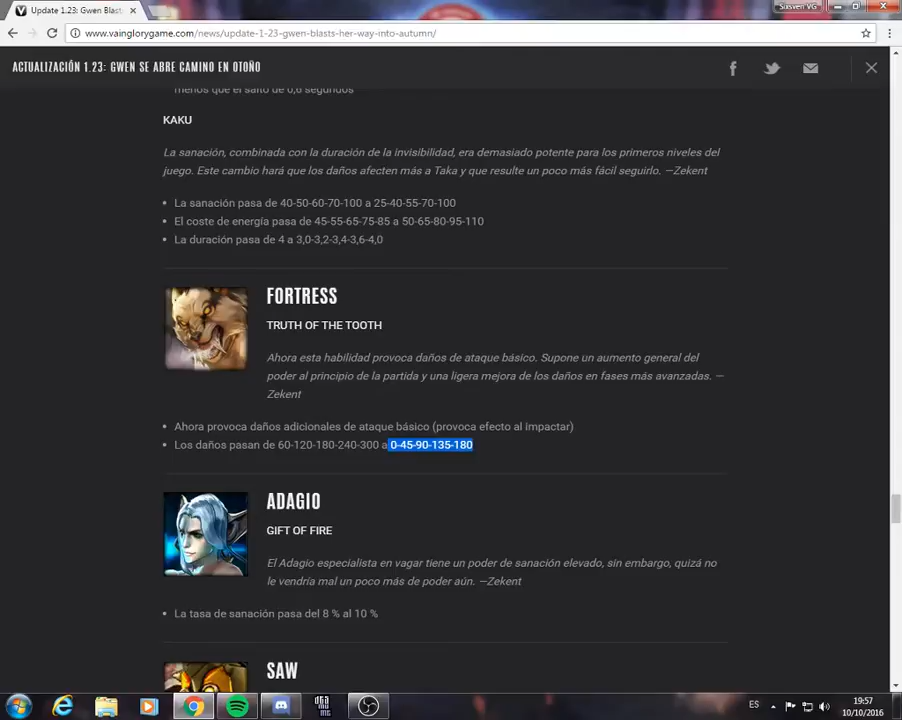 Update 1.23: Gwen Blast
Sixsven VG
www.vainglorygame.com/news/update-1-23-gwen-blasts-her-way-into-autumn/
ACTUALIZACIÓN 1.23: GWEN SE ABRE CAMINO EN OTOÑO
menos que el salto de 0,6 segundos
KAKU
La sanación, combinada con la duración de la invisibilidad, era demasiado potente para los primeros niveles del
juego. Este cambio hará que los daños afecten más a Taka y que resulte un poco más fácil seguirlo. —Zekent
La sanación pasa de 40-50-60-70-100 a 25-40-55-70-100
El coste de energía pasa de 45-55-65-75-85 a 50-65-80-95-110
La duración pasa de 4 a 3,0-3,2-3,4-3,6-4,0
FORTRESS
TRUTH OF THE TOOTH
Ahora esta habilidad provoca daños de ataque básico. Supone un aumento general del
poder al principio de la partida y una ligera mejora de los daños en fases más avanzadas. —
Zekent
Ahora provoca daños adicionales de ataque básico (provoca efecto al impactar)
Los daños pasan de 60-120-180-240-300 a 0-45-90-135-180
ADAGIO
GIFT OF FIRE
El Adagio especialista en vagar tiene un poder de sanación elevado, sin embargo, quizá no
le vendría mal un poco más de poder aún. —Zekent
La tasa de sanación pasa del 8 % al 10 %
SAW
ES
19:57
10/10/2016